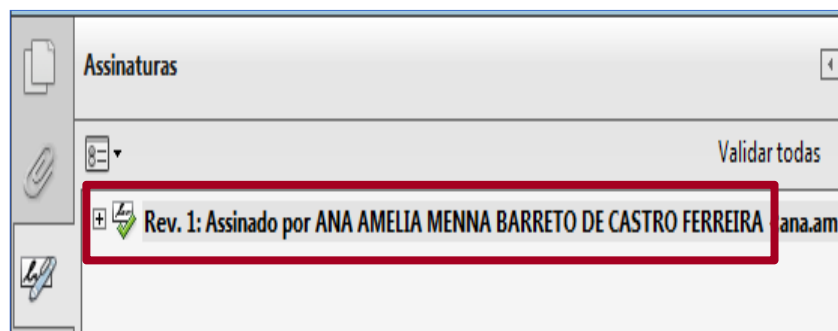 Assinaturas
Validar todas
Rev. 1: Assinado por ANA AMELIA MENNA BARRETO DE CASTRO FERREIRA